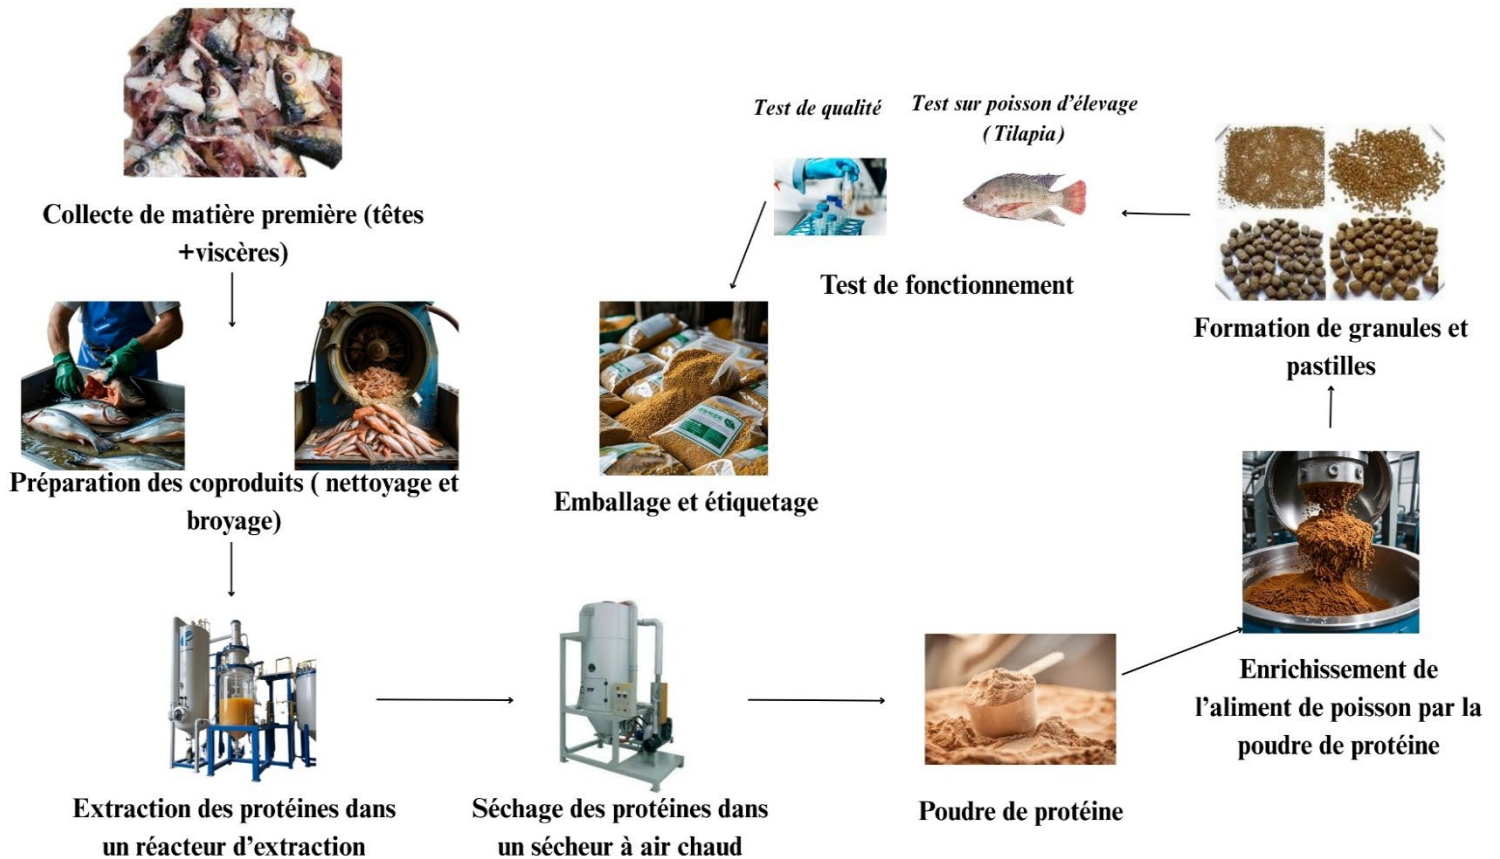 Collecte de matière première (têtes
+viscères)
Préparation des coproduits ( nettoyage et
broyage)
Extraction des protéines dans
un réacteur d'extraction
Séchage des protéines dans
un sécheur à air chaud
Poudre de protéine
Enrichissement de
l'aliment de poisson par la
poudre de protéine
Formation de granules et
pastilles
Test sur poisson d'élevage
( Tilapia)
Test de qualité
Test de fonctionnement
Emballage et étiquetage